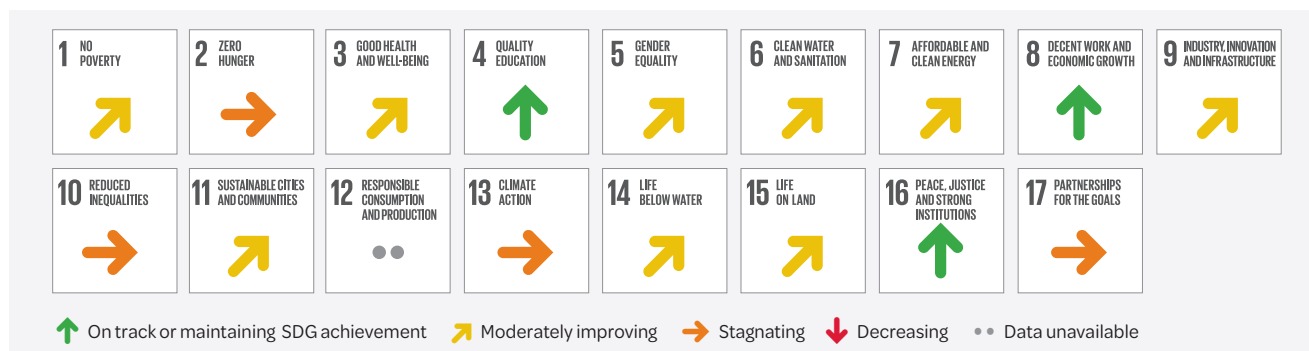 1 NO
POVERTY
2 ZERO
HUNGER
3 GOOD HEALTH
AND WELL-BEING
4 QUALITY
EDUCATION
5 GENDER
EQUALITY
6 CLEAN WATER
AND SANITATION
7 AFFORDABLE AND
CLEAN ENERGY
8 DECENT WORK AND
ECONOMIC GROWTH
9 INDUSTRY, INNOVATION
AND INFRASTRUCTURE
10 REDUCED
INEQUALITIES
11 SUSTAINABLE CITIES
AND COMMUNITIES
12 RESPONSIBLE
CONSUMPTION
AND PRODUCTION
13 CLIMATE
ACTION
14 LIFE
BELOW WATER
15 LIFE
ON LAND
16 PEACE, JUSTICE
AND STRONG
INSTITUTIONS
17 PARTNERSHIPS
FOR THE GOALS
On track or maintaining SDG achievement Moderately improving Stagnating Decreasing Data unavailable